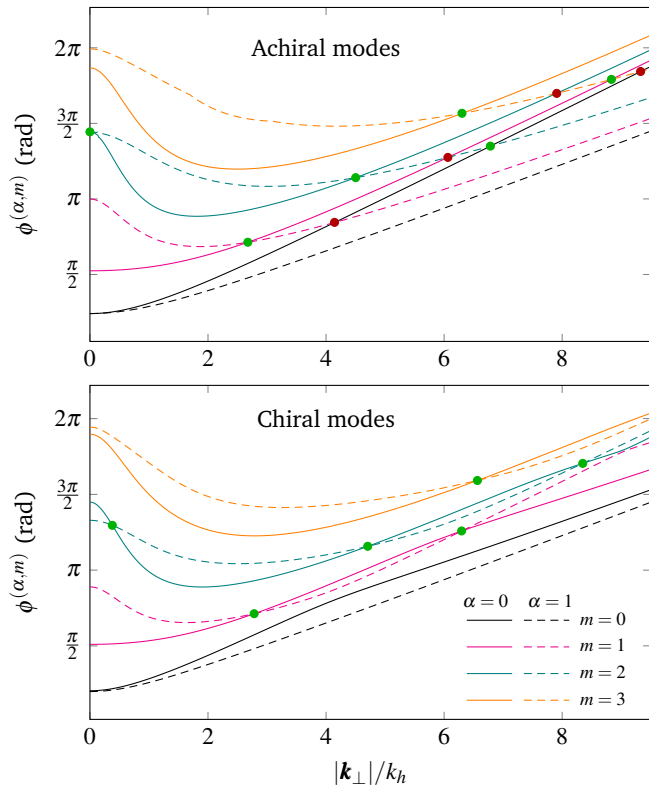 Achiral modes
2π
3π/2
π
π/2
ϕ^(α,m) (rad)
0 2 4 6 8
Chiral modes
2π
3π/2
π
π/2
ϕ^(α,m) (rad)
α = 0 α = 1
m = 0
m = 1
m = 2
m = 3
0 2 4 6 8
|k⊥|/kh